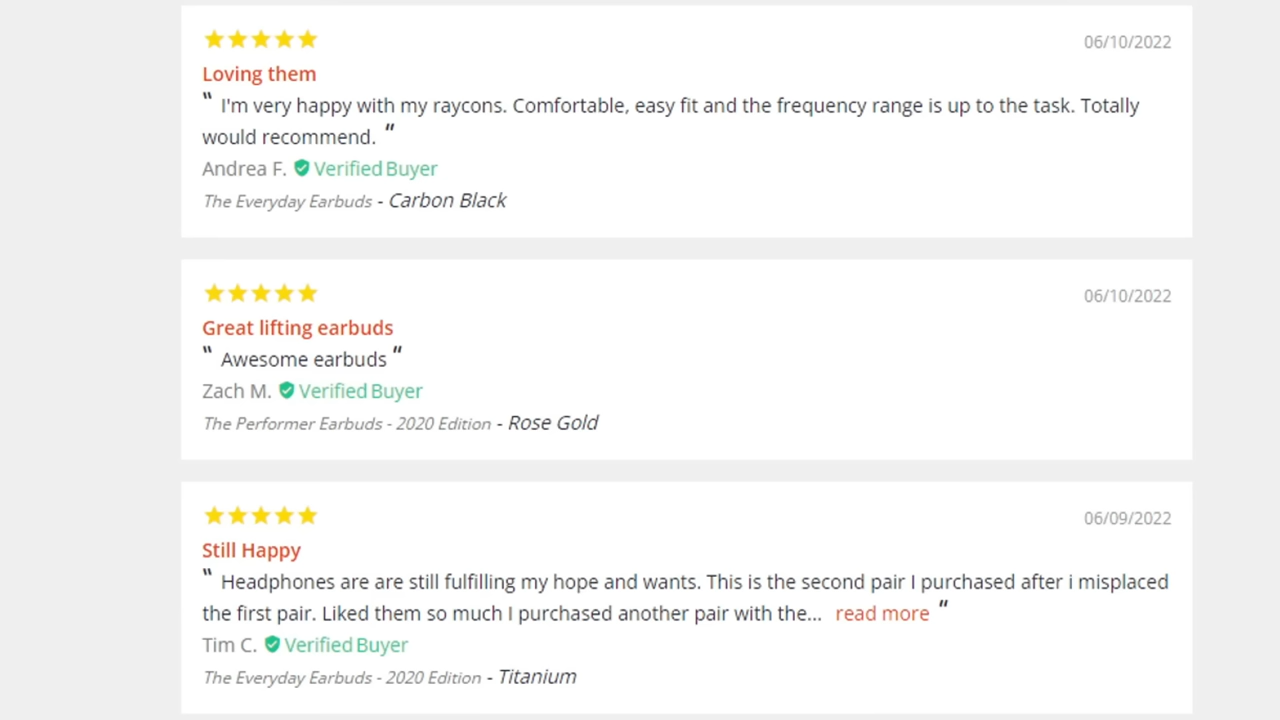 06/10/2022
Loving them
" I'm very happy with my raycons. Comfortable, easy fit and the frequency range is up to the task. Totally
would recommend. "
Andrea F. Verified Buyer
The Everyday Earbuds - Carbon Black
06/10/2022
Great lifting earbuds
" Awesome earbuds "
Zach M. Verified Buyer
The Performer Earbuds - 2020 Edition - Rose Gold
06/09/2022
Still Happy
" Headphones are are still fulfilling my hope and wants. This is the second pair I purchased after i misplaced
the first pair. Liked them so much I purchased another pair with the... read more "
Tim C. Verified Buyer
The Everyday Earbuds - 2020 Edition - Titanium